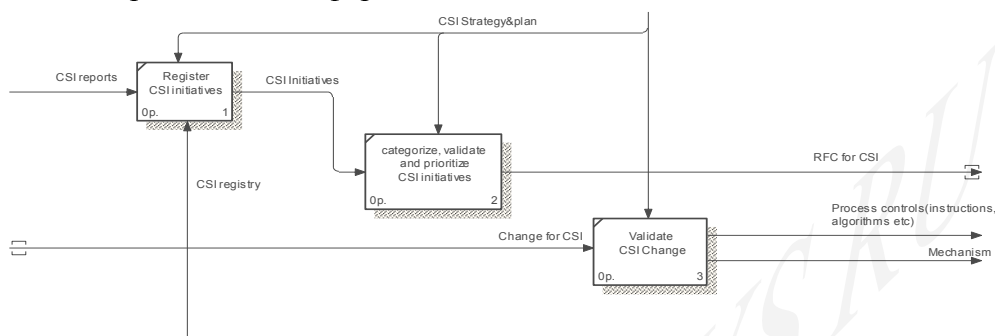 CSI Strategy&plan
CSI reports
Register
CSI initiatives
0p.
1
CSI Initiatives
categorize, validate
and prioritize
CSI initiatives
0p.
2
RFC for CSI
CSI registry
Process controls(instructions,
algorithms etc)
Change for CSI
Validate
CSI Change
0p.
3
Mechanism